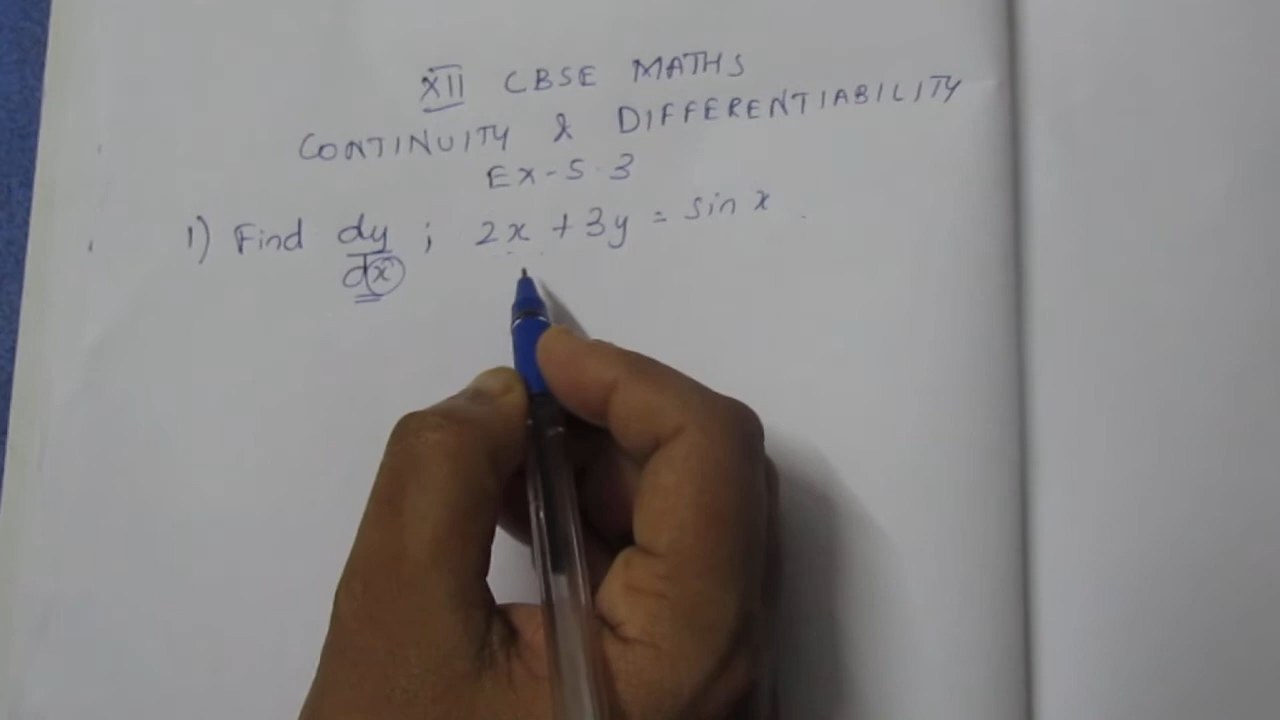 XII CBSE MATHS
CONTINUITY & DIFFERENTIABILITY
EX-5.3
1) Find dy/dx ; 2x + 3y = sin x